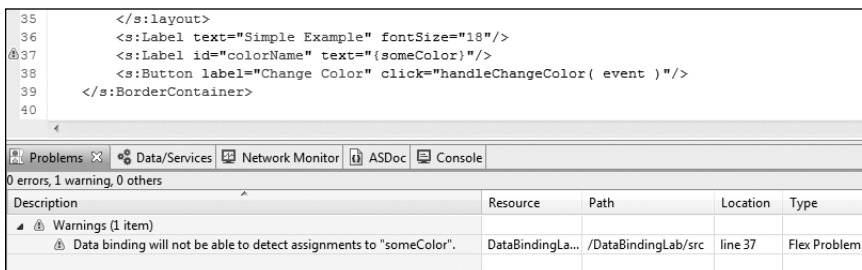 35 </s:layout>
36 <s:Label text="Simple Example" fontSize="18"/>
37 <s:Label id="colorName" text="{someColor}"/>
38 <s:Button label="Change Color" click="handleChangeColor( event )"/>
39 </s:BorderContainer>
40
Problems Data/Services Network Monitor ASDoc Console
0 errors, 1 warning, 0 others
Description Resource Path Location Type
Warnings (1 item)
Data binding will not be able to detect assignments to "someColor". DataBindingLa... /DataBindingLab/src line 37 Flex Problem